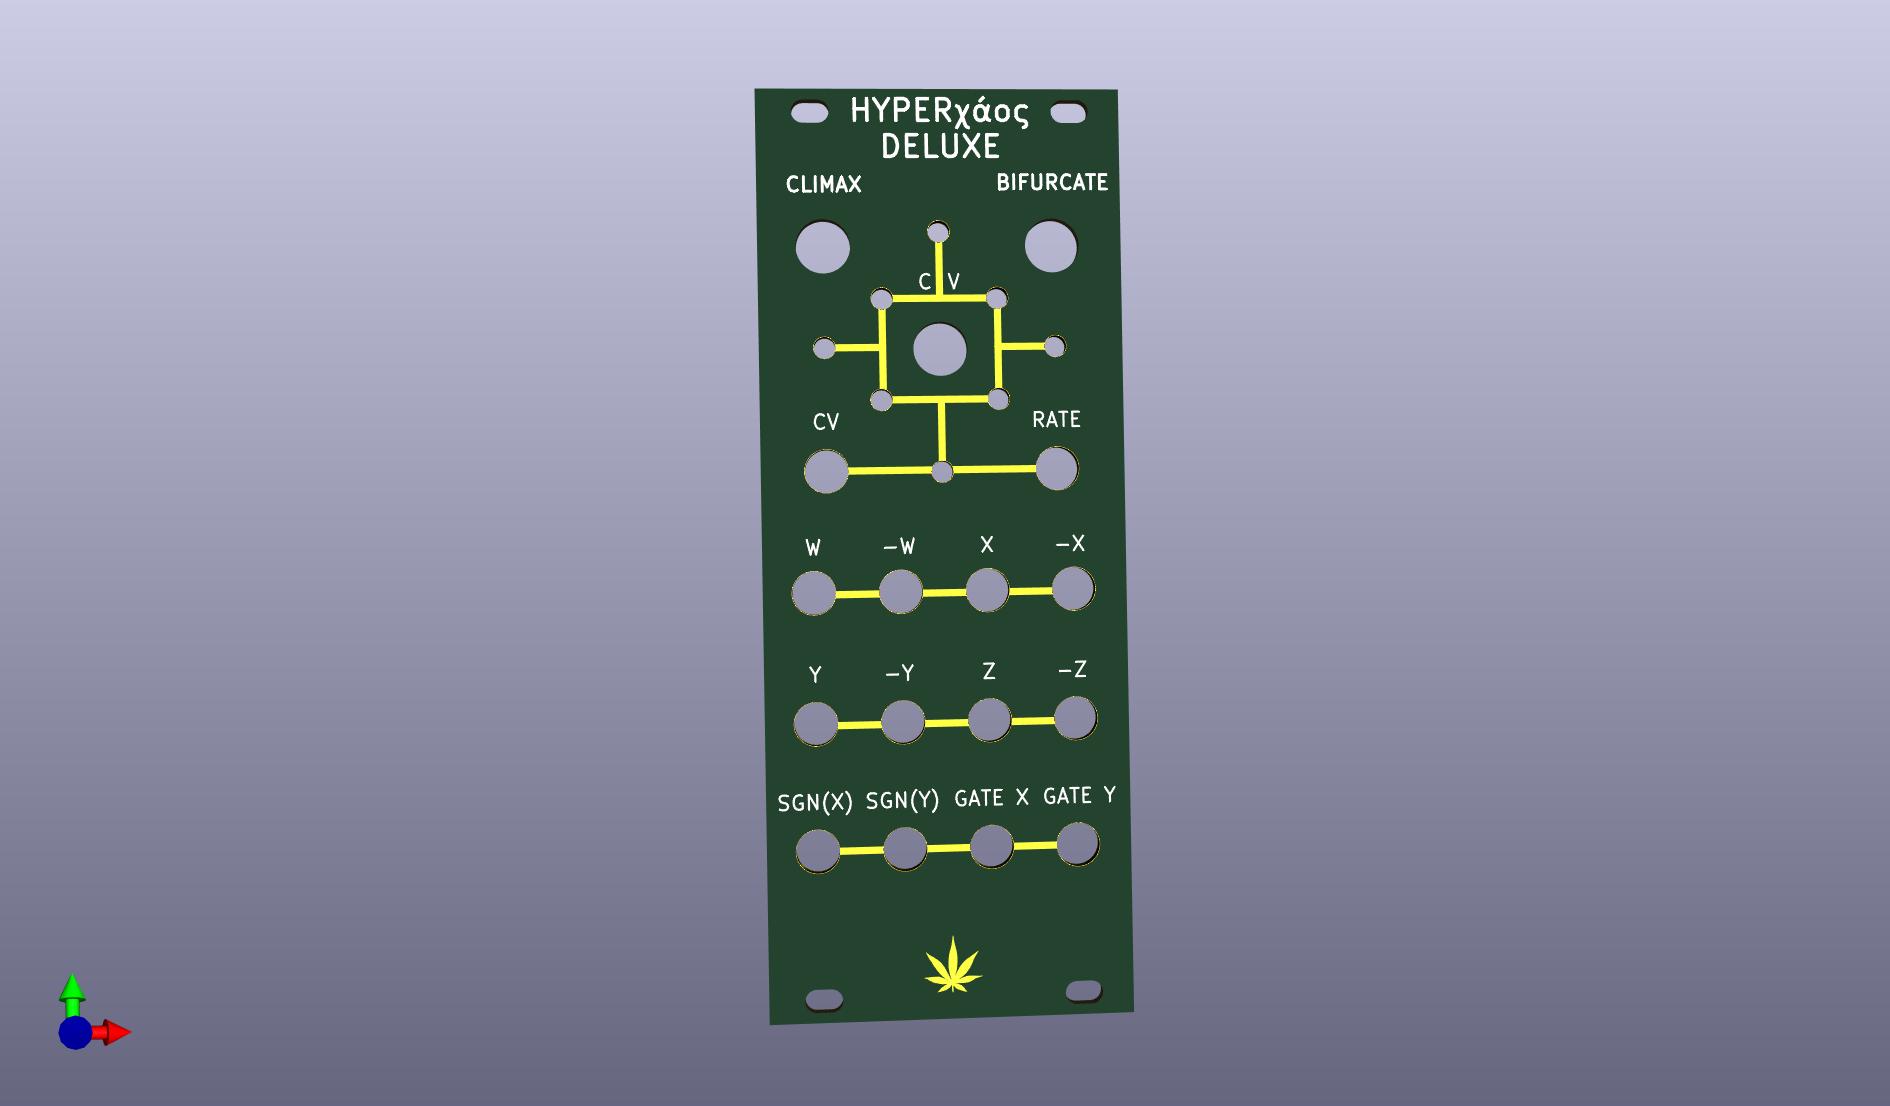 HYPERχάος
DELUXE
CLIMAX BIFURCATE
C V
CV RATE
W -W X -X
Y -Y Z -Z
SGN(X) SGN(Y) GATE X GATE Y